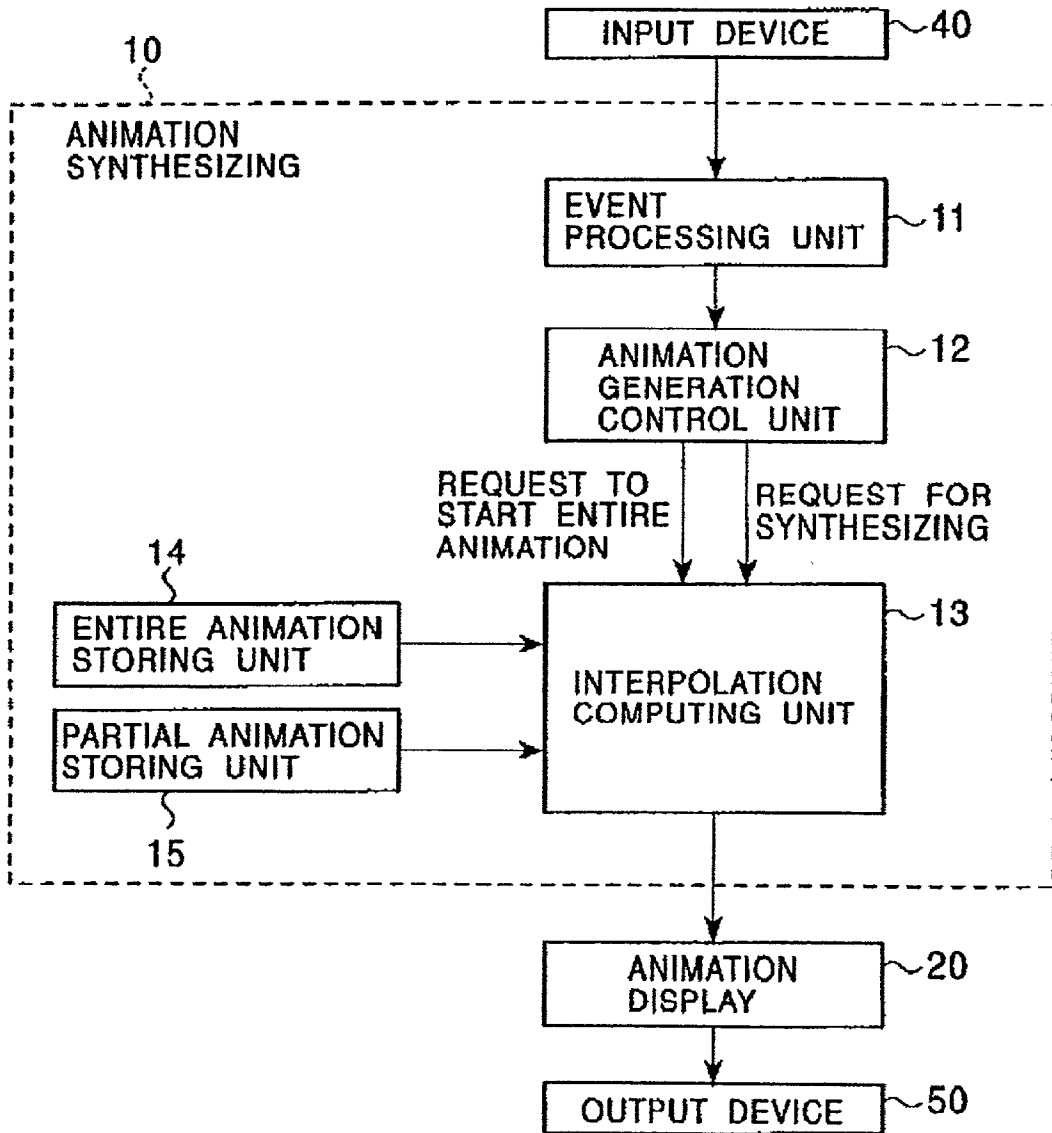 INPUT DEVICE
40
10
ANIMATION
SYNTHESIZING
EVENT
PROCESSING UNIT
11
ANIMATION
GENERATION
CONTROL UNIT
12
REQUEST TO
START ENTIRE
ANIMATION
REQUEST FOR
SYNTHESIZING
14
ENTIRE ANIMATION
STORING UNIT
13
INTERPOLATION
COMPUTING UNIT
PARTIAL ANIMATION
STORING UNIT
15
ANIMATION
DISPLAY
20
OUTPUT DEVICE
50